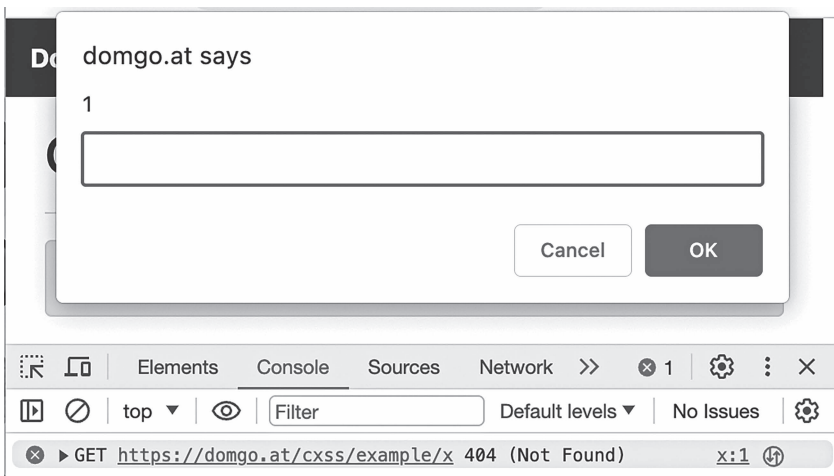 Do
domgo.at says
1
Cancel OK
Elements Console Sources Network 1
top Filter Default levels No Issues
GET https://domgo.at/cxss/example/x 404 (Not Found) x:1